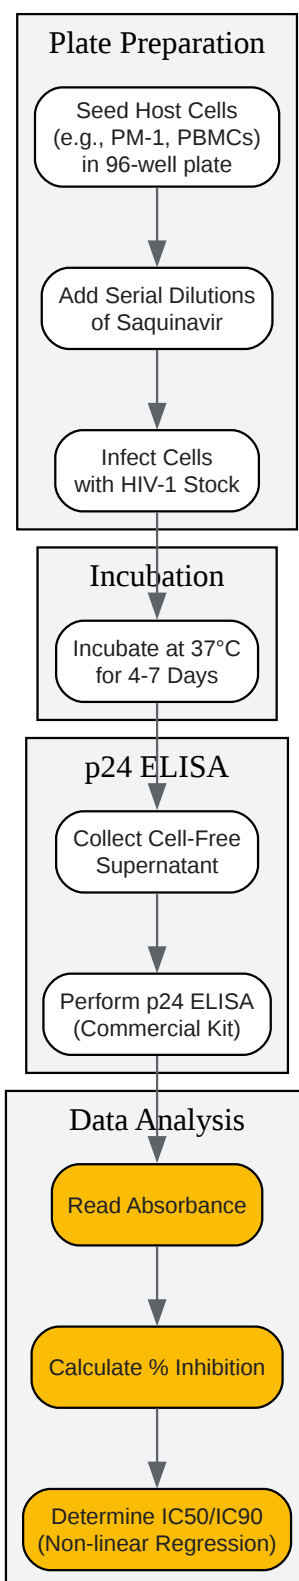 Plate Preparation
Seed Host Cells
(e.g., PM-1, PBMCs)
in 96-well plate
Add Serial Dilutions
of Saquinavir
Infect Cells
with HIV-1 Stock
Incubation
Incubate at 37°C
for 4-7 Days
p24 ELISA
Collect Cell-Free
Supernatant
Perform p24 ELISA
(Commercial Kit)
Data Analysis
Read Absorbance
Calculate % Inhibition
Determine IC50/IC90
(Non-linear Regression)